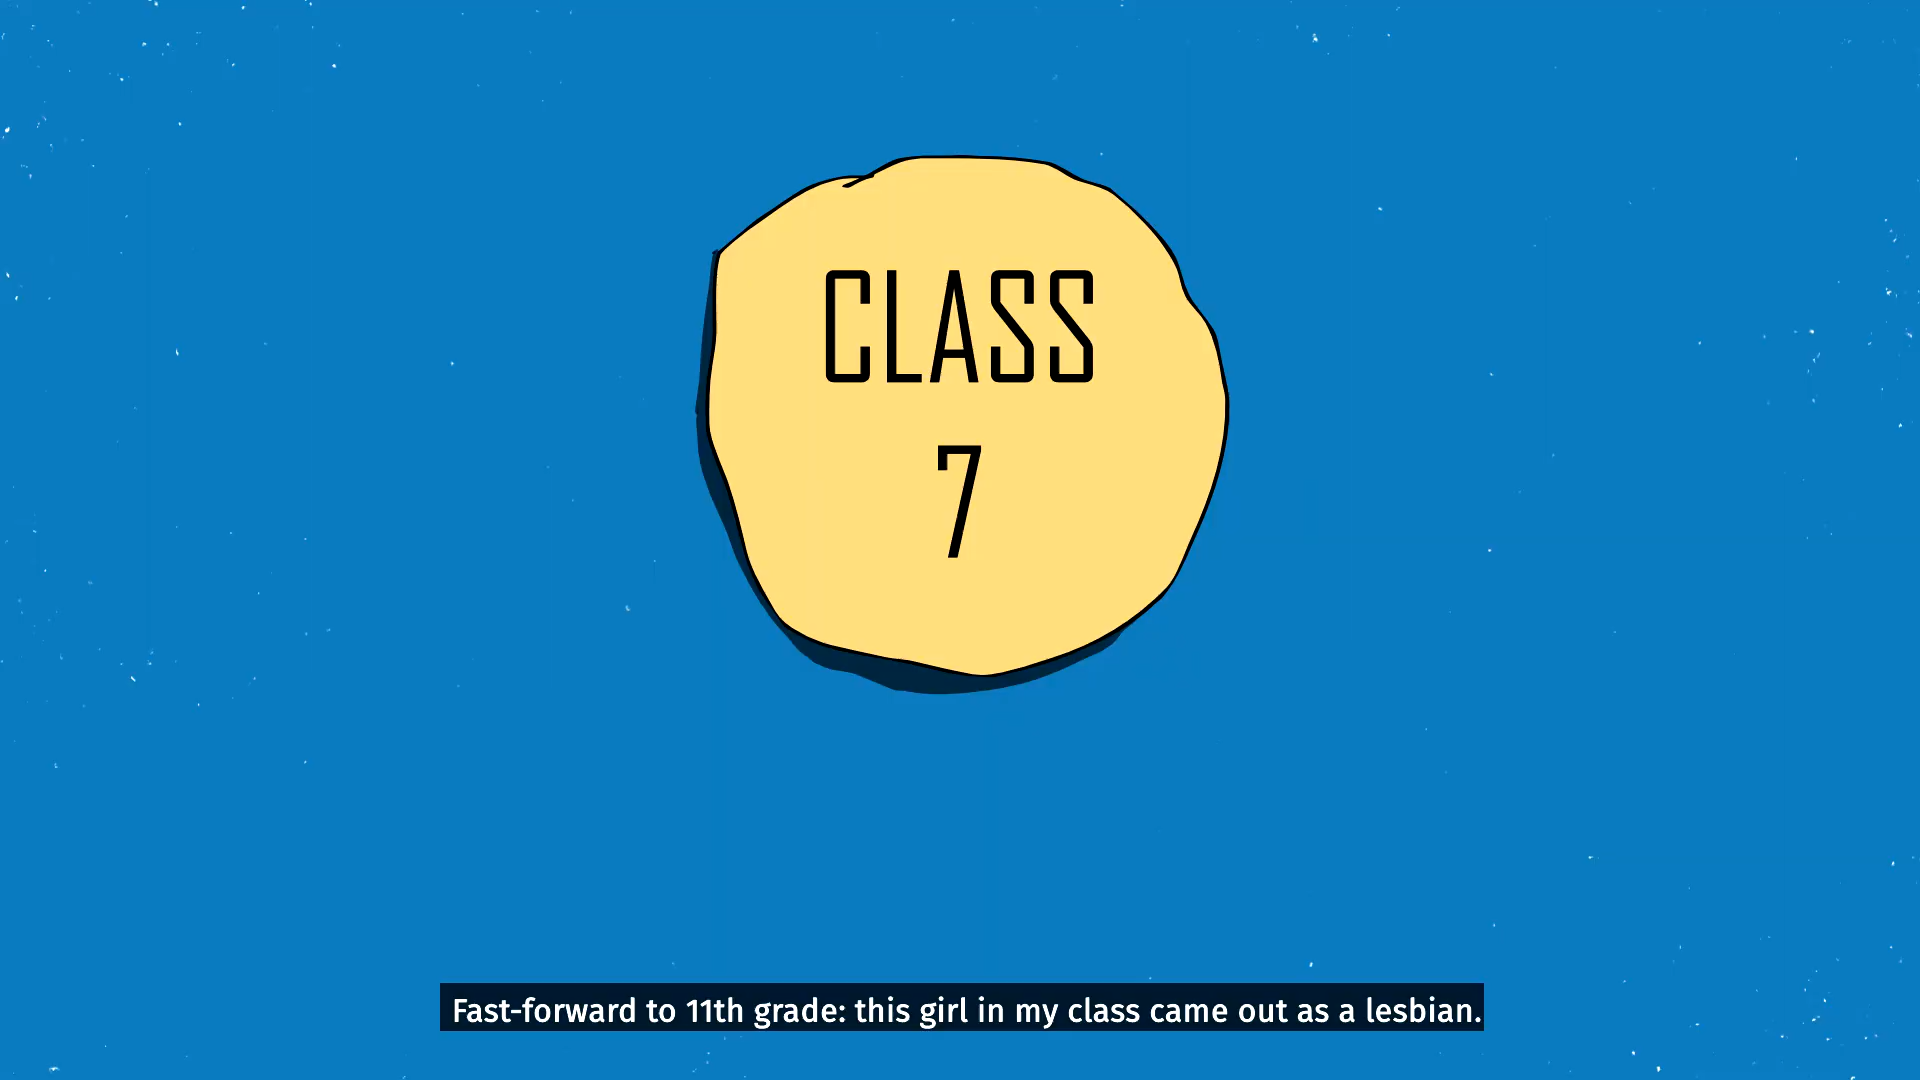 CLASS
7
Fast-forward to 11th grade: this girl in my class came out as a lesbian.